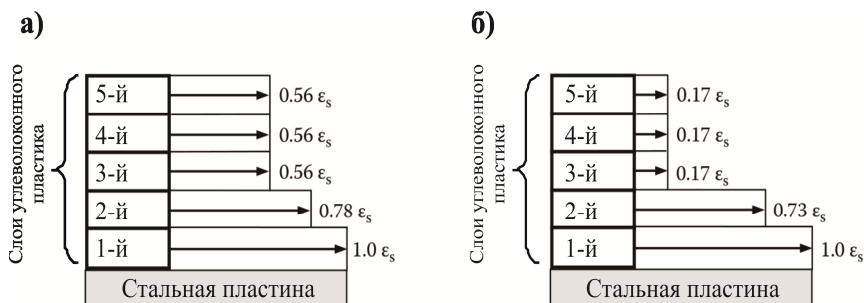 а)
Слои углеволоконного
пластика
5-й
0.56 εs
4-й
0.56 εs
3-й
0.56 εs
2-й
0.78 εs
1-й
1.0 εs
Стальная пластина
б)
Слои углеволоконного
пластика
5-й
0.17 εs
4-й
0.17 εs
3-й
0.17 εs
2-й
0.73 εs
1-й
1.0 εs
Стальная пластина